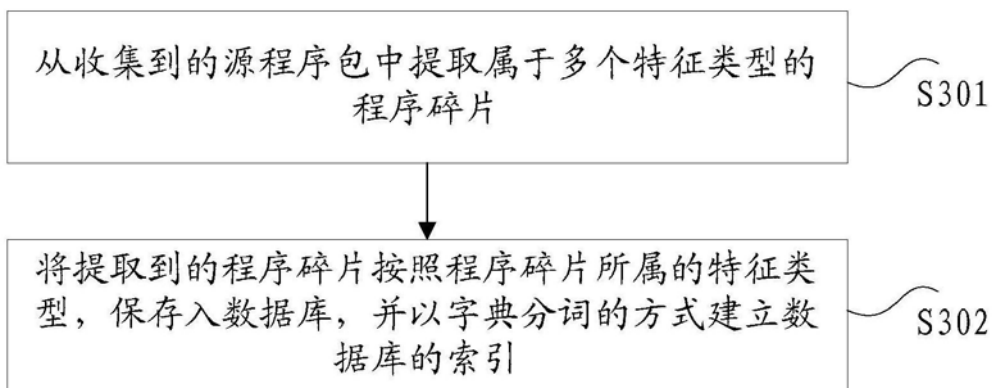 从收集到的源程序包中提取属于多个特征类型的
程序碎片
S301
将提取到的程序碎片按照程序碎片所属的特征类
型，保存入数据库，并以字典分词的方式建立数
据库的索引
S302